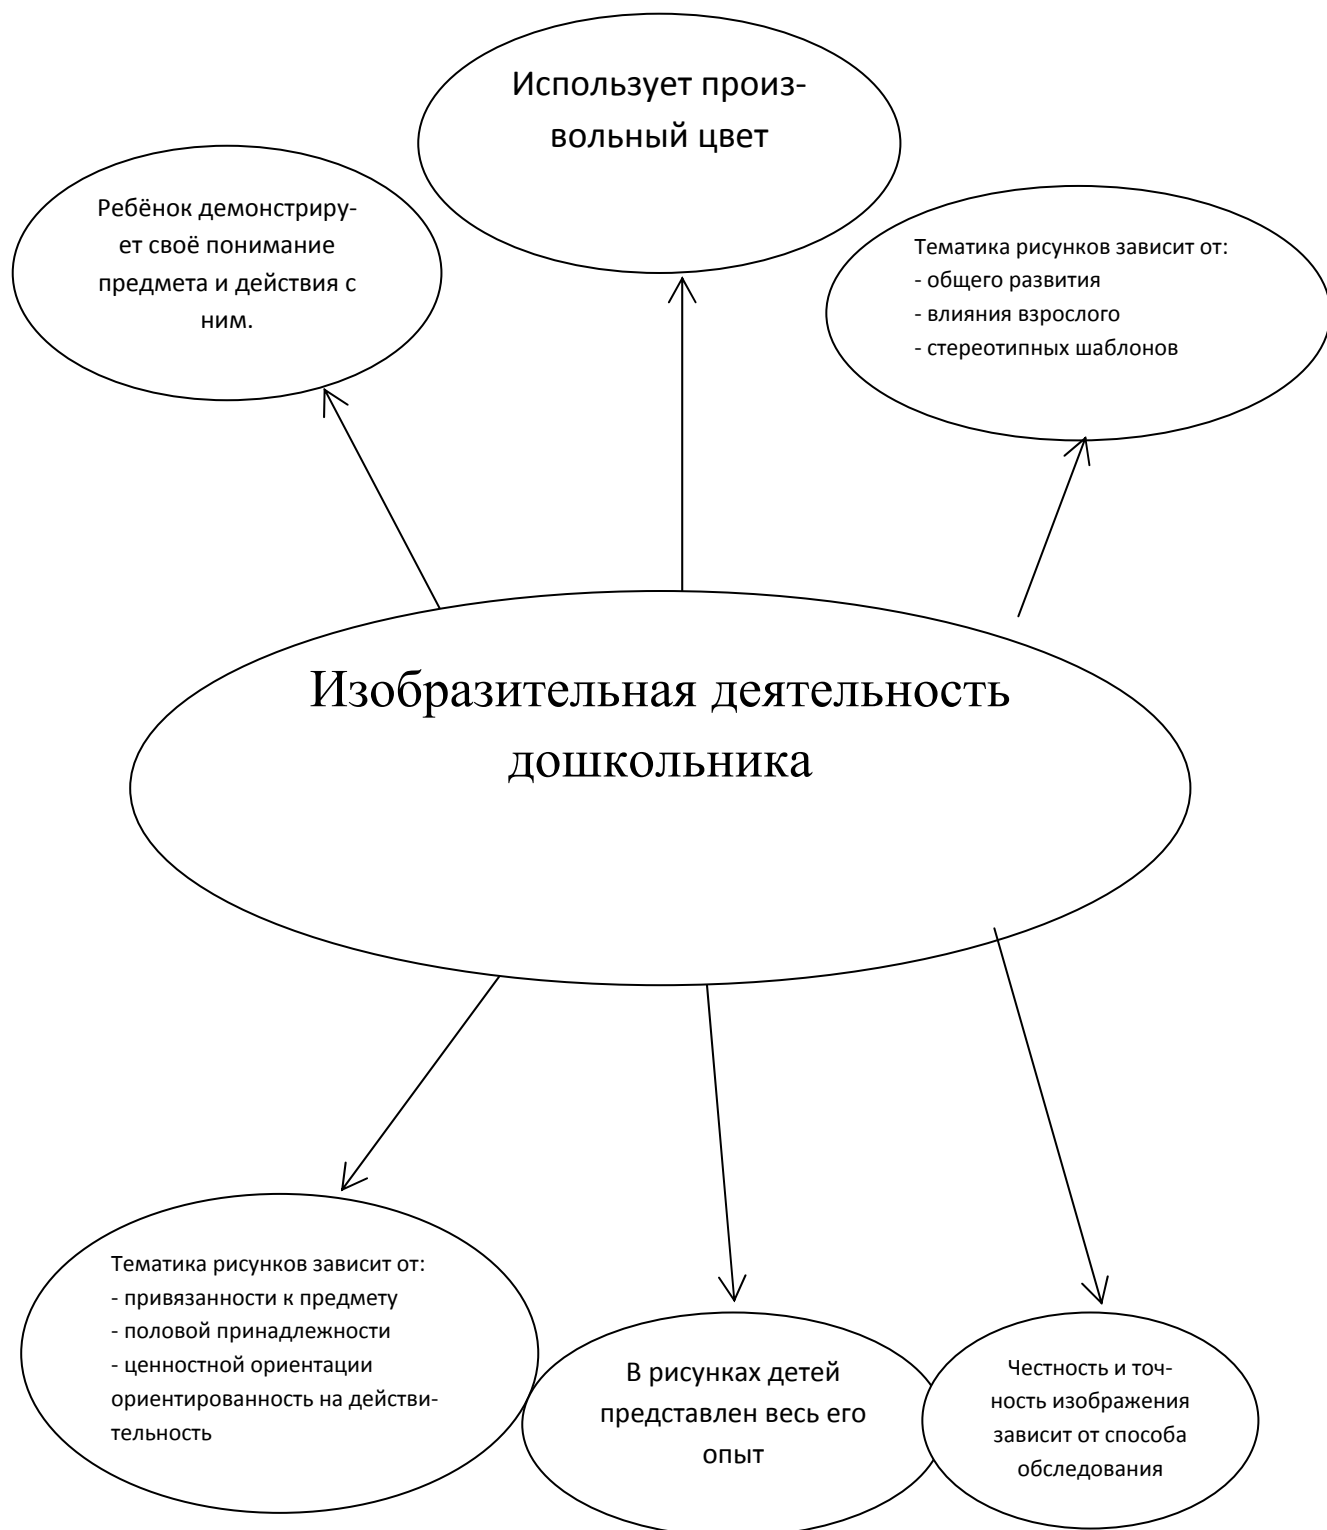 Использует произ-
вольный цвет
Ребёнок демонстриру-
ет своё понимание
предмета и действия с
ним.
Тематика рисунков зависит от:
- общего развития
- влияния взрослого
- стереотипных шаблонов
Изобразительная деятельность
дошкольника
Тематика рисунков зависит от:
- привязанности к предмету
- половой принадлежности
- ценностной ориентации
ориентированность на действи-
тельность
В рисунках детей
представлен весь его
опыт
Честность и точ-
ность изображения
зависит от способа
обследования